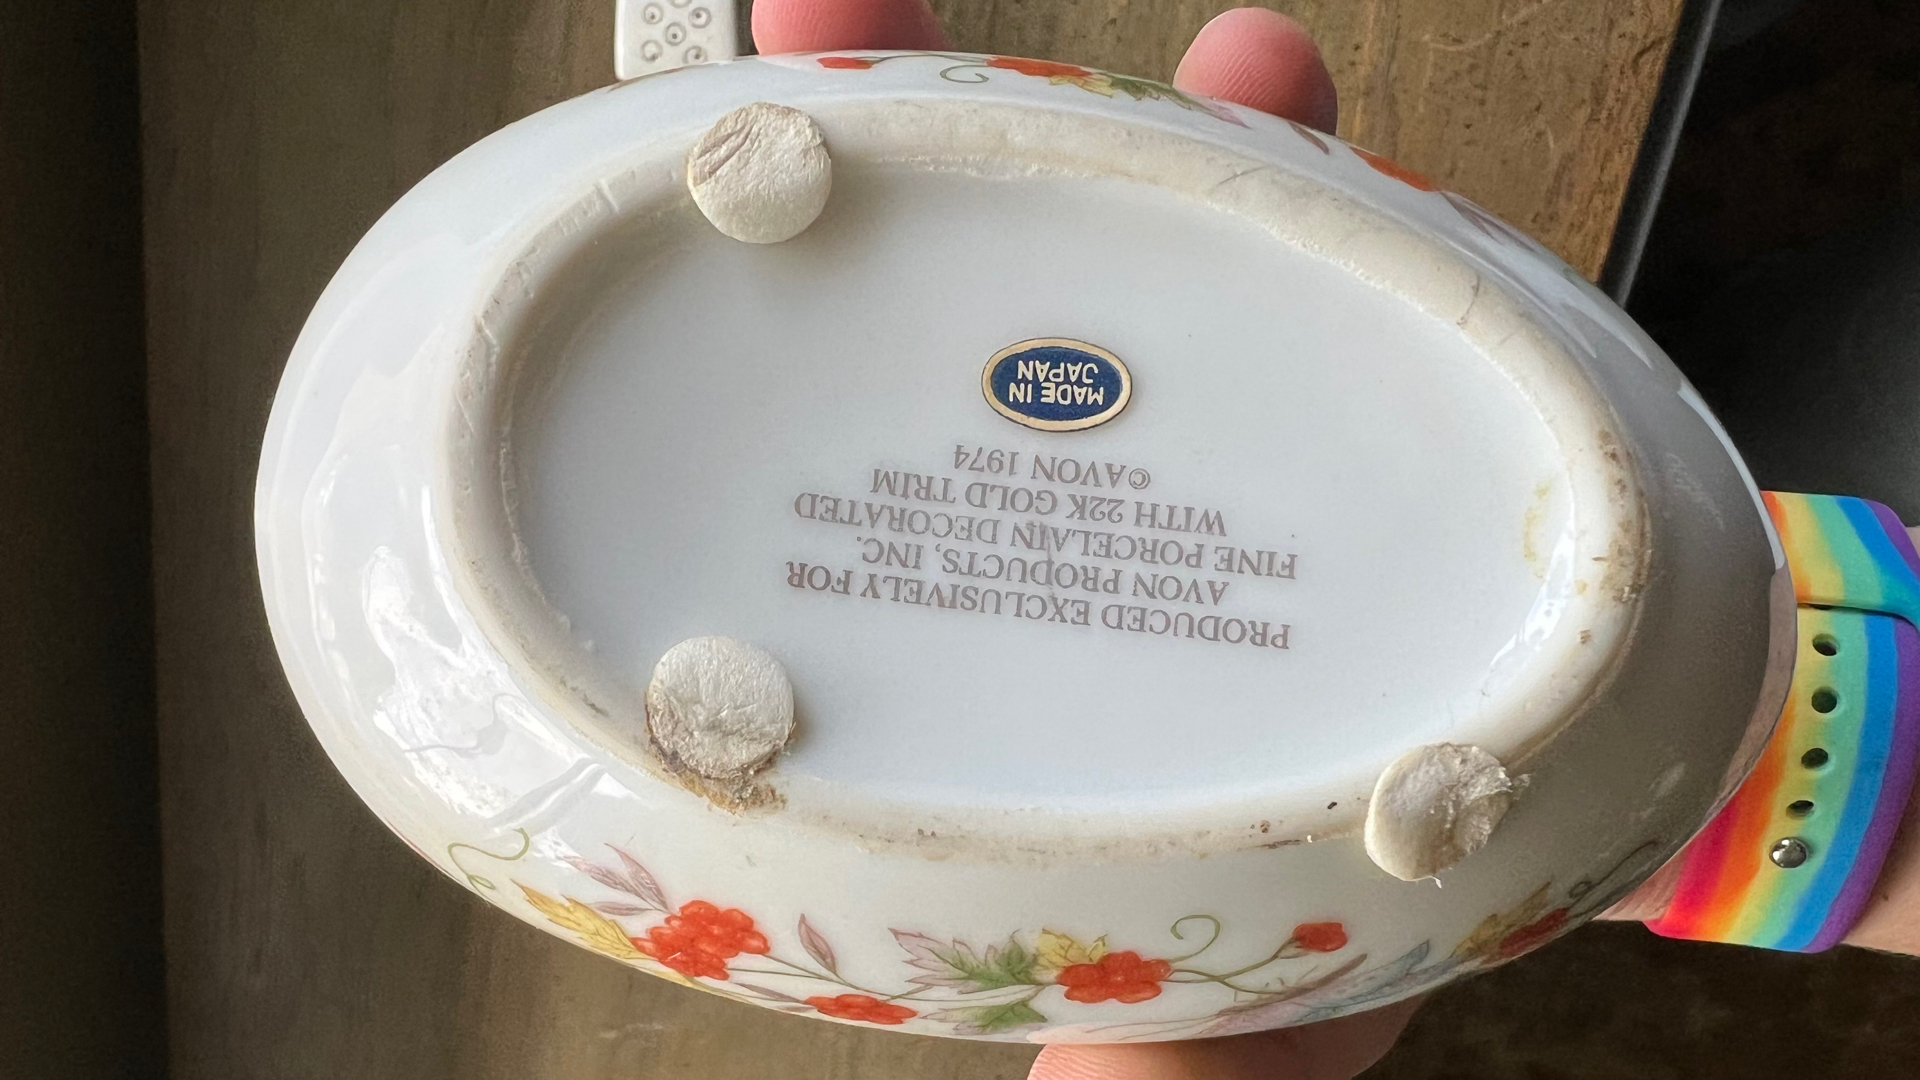 PRODUCED EXCLUSIVELY FOR
AVON PRODUCTS, INC.
FINE PORCELAIN DECORATED
WITH 22K GOLD TRIM
©AVON 1974
MADE IN
JAPAN